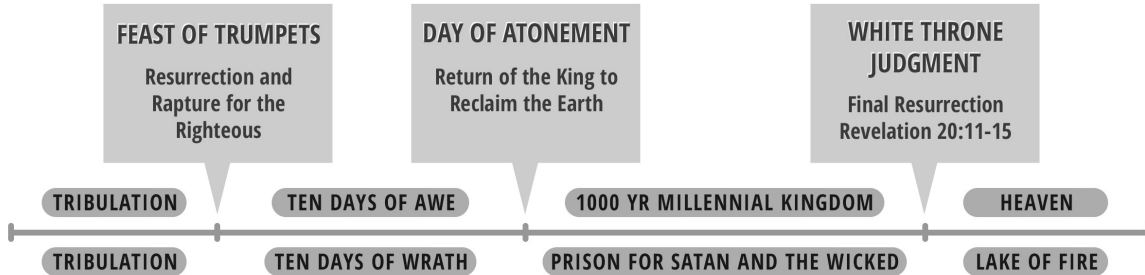 FEAST OF TRUMPETS
Resurrection and
Rapture for the
Righteous
DAY OF ATONEMENT
Return of the King to
Reclaim the Earth
WHITE THRONE
JUDGMENT
Final Resurrection
Revelation 20:11-15
TRIBULATION
TEN DAYS OF AWE
1000 YR MILLENNIAL KINGDOM
HEAVEN
TRIBULATION
TEN DAYS OF WRATH
PRISON FOR SATAN AND THE WICKED
LAKE OF FIRE